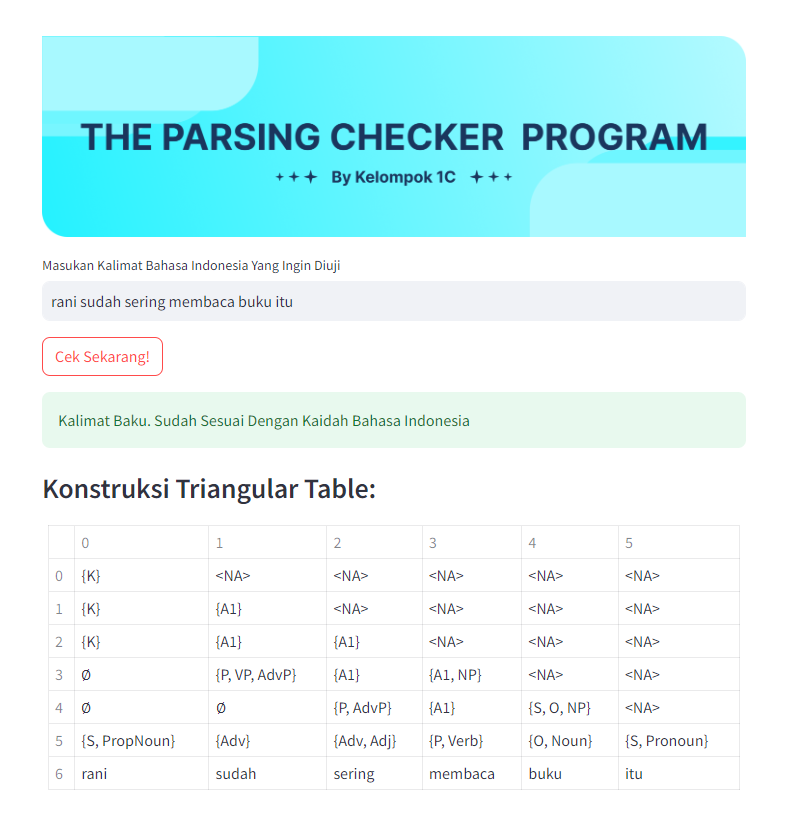 THE PARSING CHECKER PROGRAM
By Kelompok 1C
Masukan Kalimat Bahasa Indonesia Yang Ingin Diuji
rani sudah sering membaca buku itu
Cek Sekarang!
Kalimat Baku. Sudah Sesuai Dengan Kaidah Bahasa Indonesia
Konstruksi Triangular Table:
0 1 2 3 4 5
0 {K} <NA> <NA> <NA> <NA> <NA>
1 {K} {A1} <NA> <NA> <NA> <NA>
2 {K} {A1} {A1} <NA> <NA> <NA>
3 Ø {P, VP, AdvP} {A1} {A1, NP} <NA> <NA>
4 Ø Ø {P, AdvP} {A1} {S, O, NP} <NA>
5 {S, PropNoun} {Adv} {Adv, Adj} {P, Verb} {O, Noun} {S, Pronoun}
6 rani sudah sering membaca buku itu